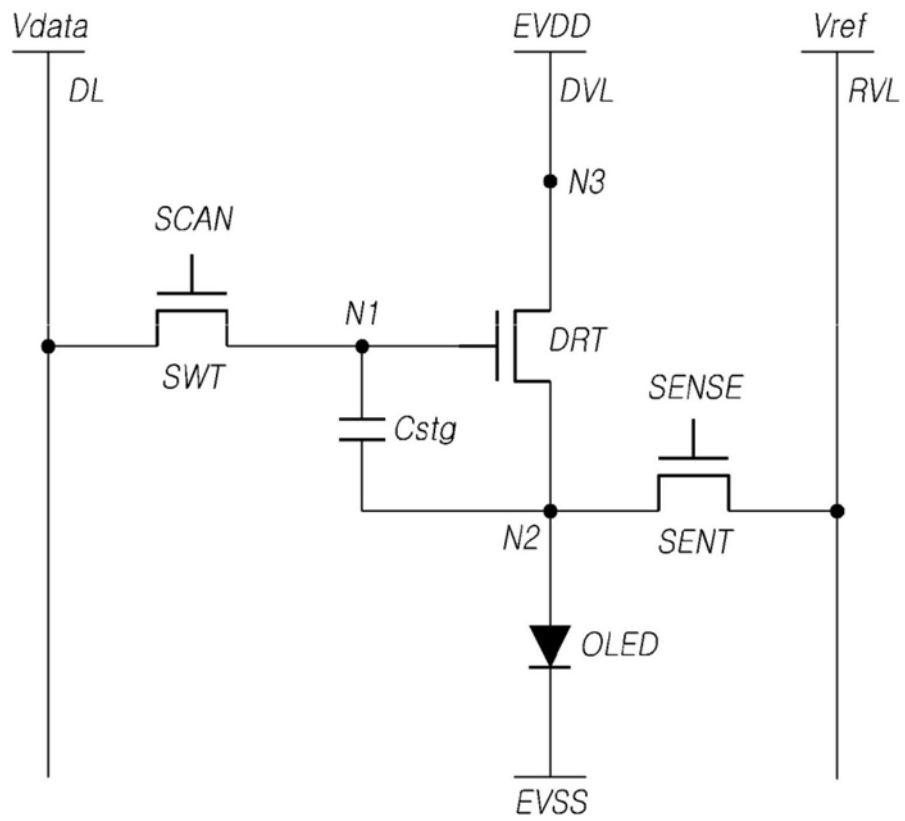 Vdata
EVDD
Vref
DL
DVL
RVL
N3
SCAN
N1
DRT
SWT
SENSE
Cstg
N2
SENT
OLED
EVSS